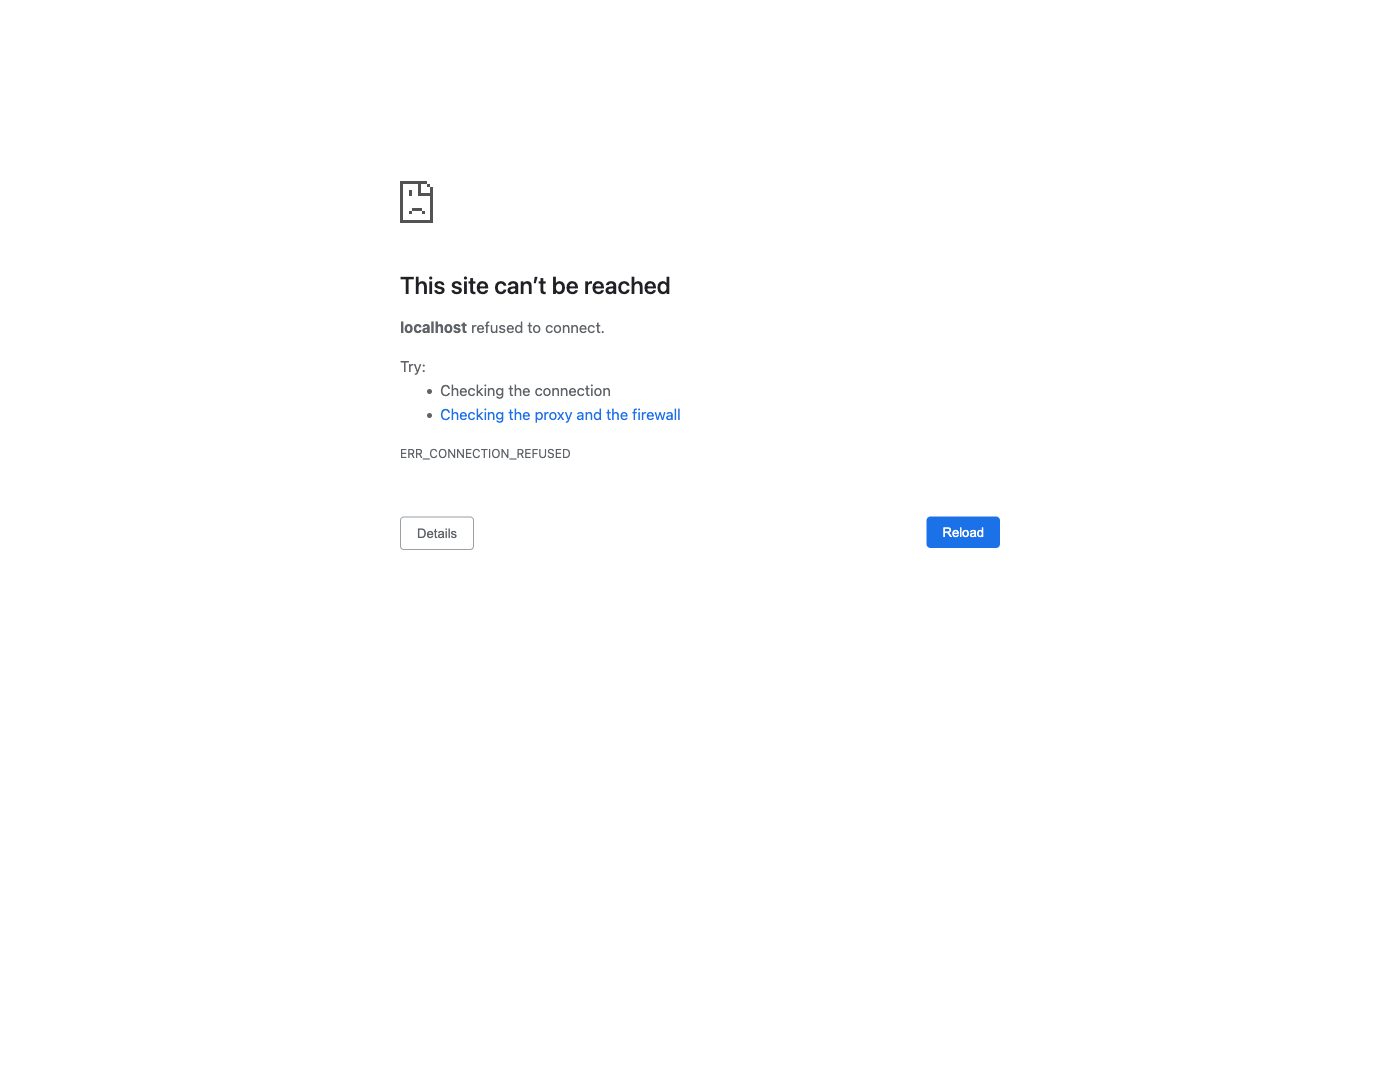 This site can’t be reached
localhost refused to connect.
Try:
Checking the connection
Checking the proxy and the firewall
ERR_CONNECTION_REFUSED
Details
Reload